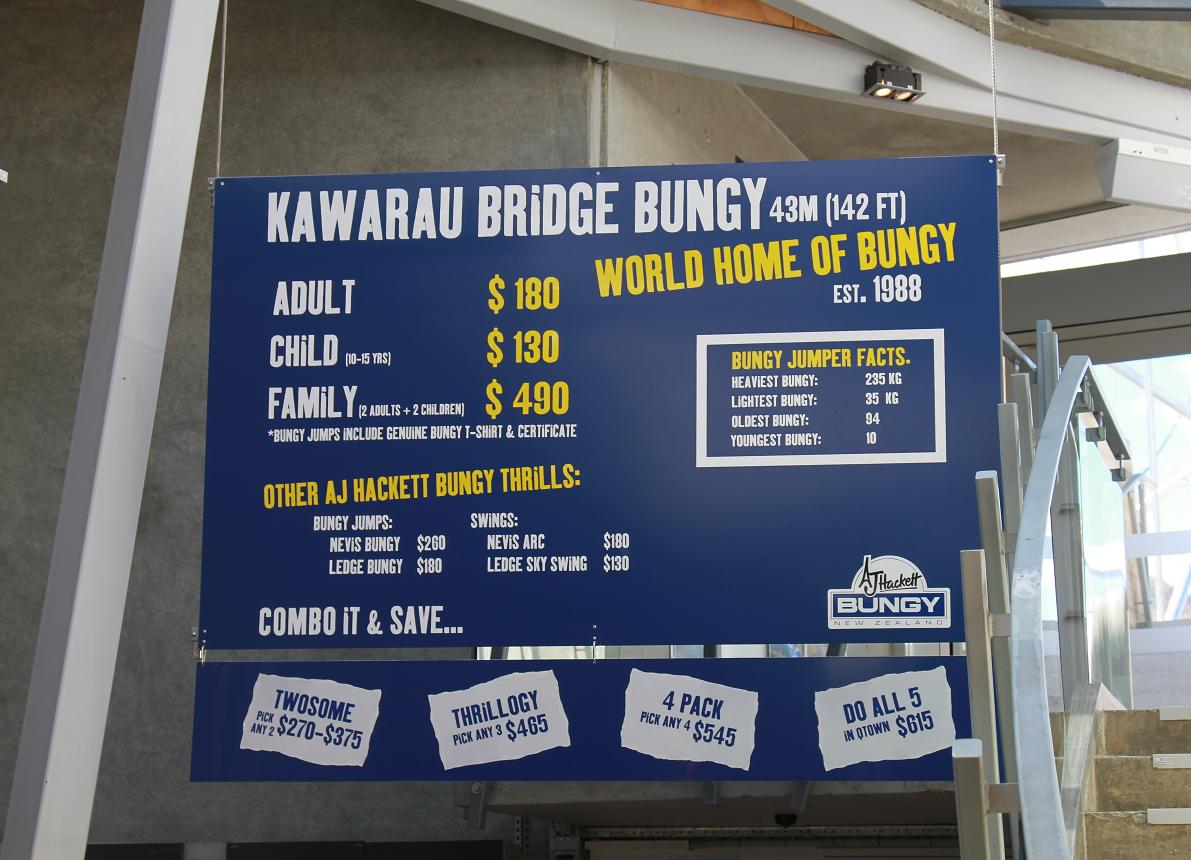 KAWARAU BRIDGE BUNGY 43M (142 FT)
WORLD HOME OF BUNGY
EST. 1988
ADULT $ 180
CHILD (10-15 YRS) $ 130
FAMILY (2 ADULTS + 2 CHILDREN) $ 490
*BUNGY JUMPS INCLUDE GENUINE BUNGY T-SHIRT & CERTIFICATE
BUNGY JUMPER FACTS.
HEAVIEST BUNGY: 235 KG
LIGHTEST BUNGY: 35 KG
OLDEST BUNGY: 94
YOUNGEST BUNGY: 10
OTHER AJ HACKETT BUNGY THRILLS:
BUNGY JUMPS:
NEVIS BUNGY $260
LEDGE BUNGY $180
SWINGS:
NEVIS ARC $180
LEDGE SKY SWING $130
AJ Hackett
BUNGY
NEW ZEALAND
COMBO IT & SAVE...
TWOSOME
PICK ANY 2 $270-$375
THRILLOGY
PICK ANY 3 $465
4 PACK
PICK ANY 4 $545
DO ALL 5
IN QTOWN $615